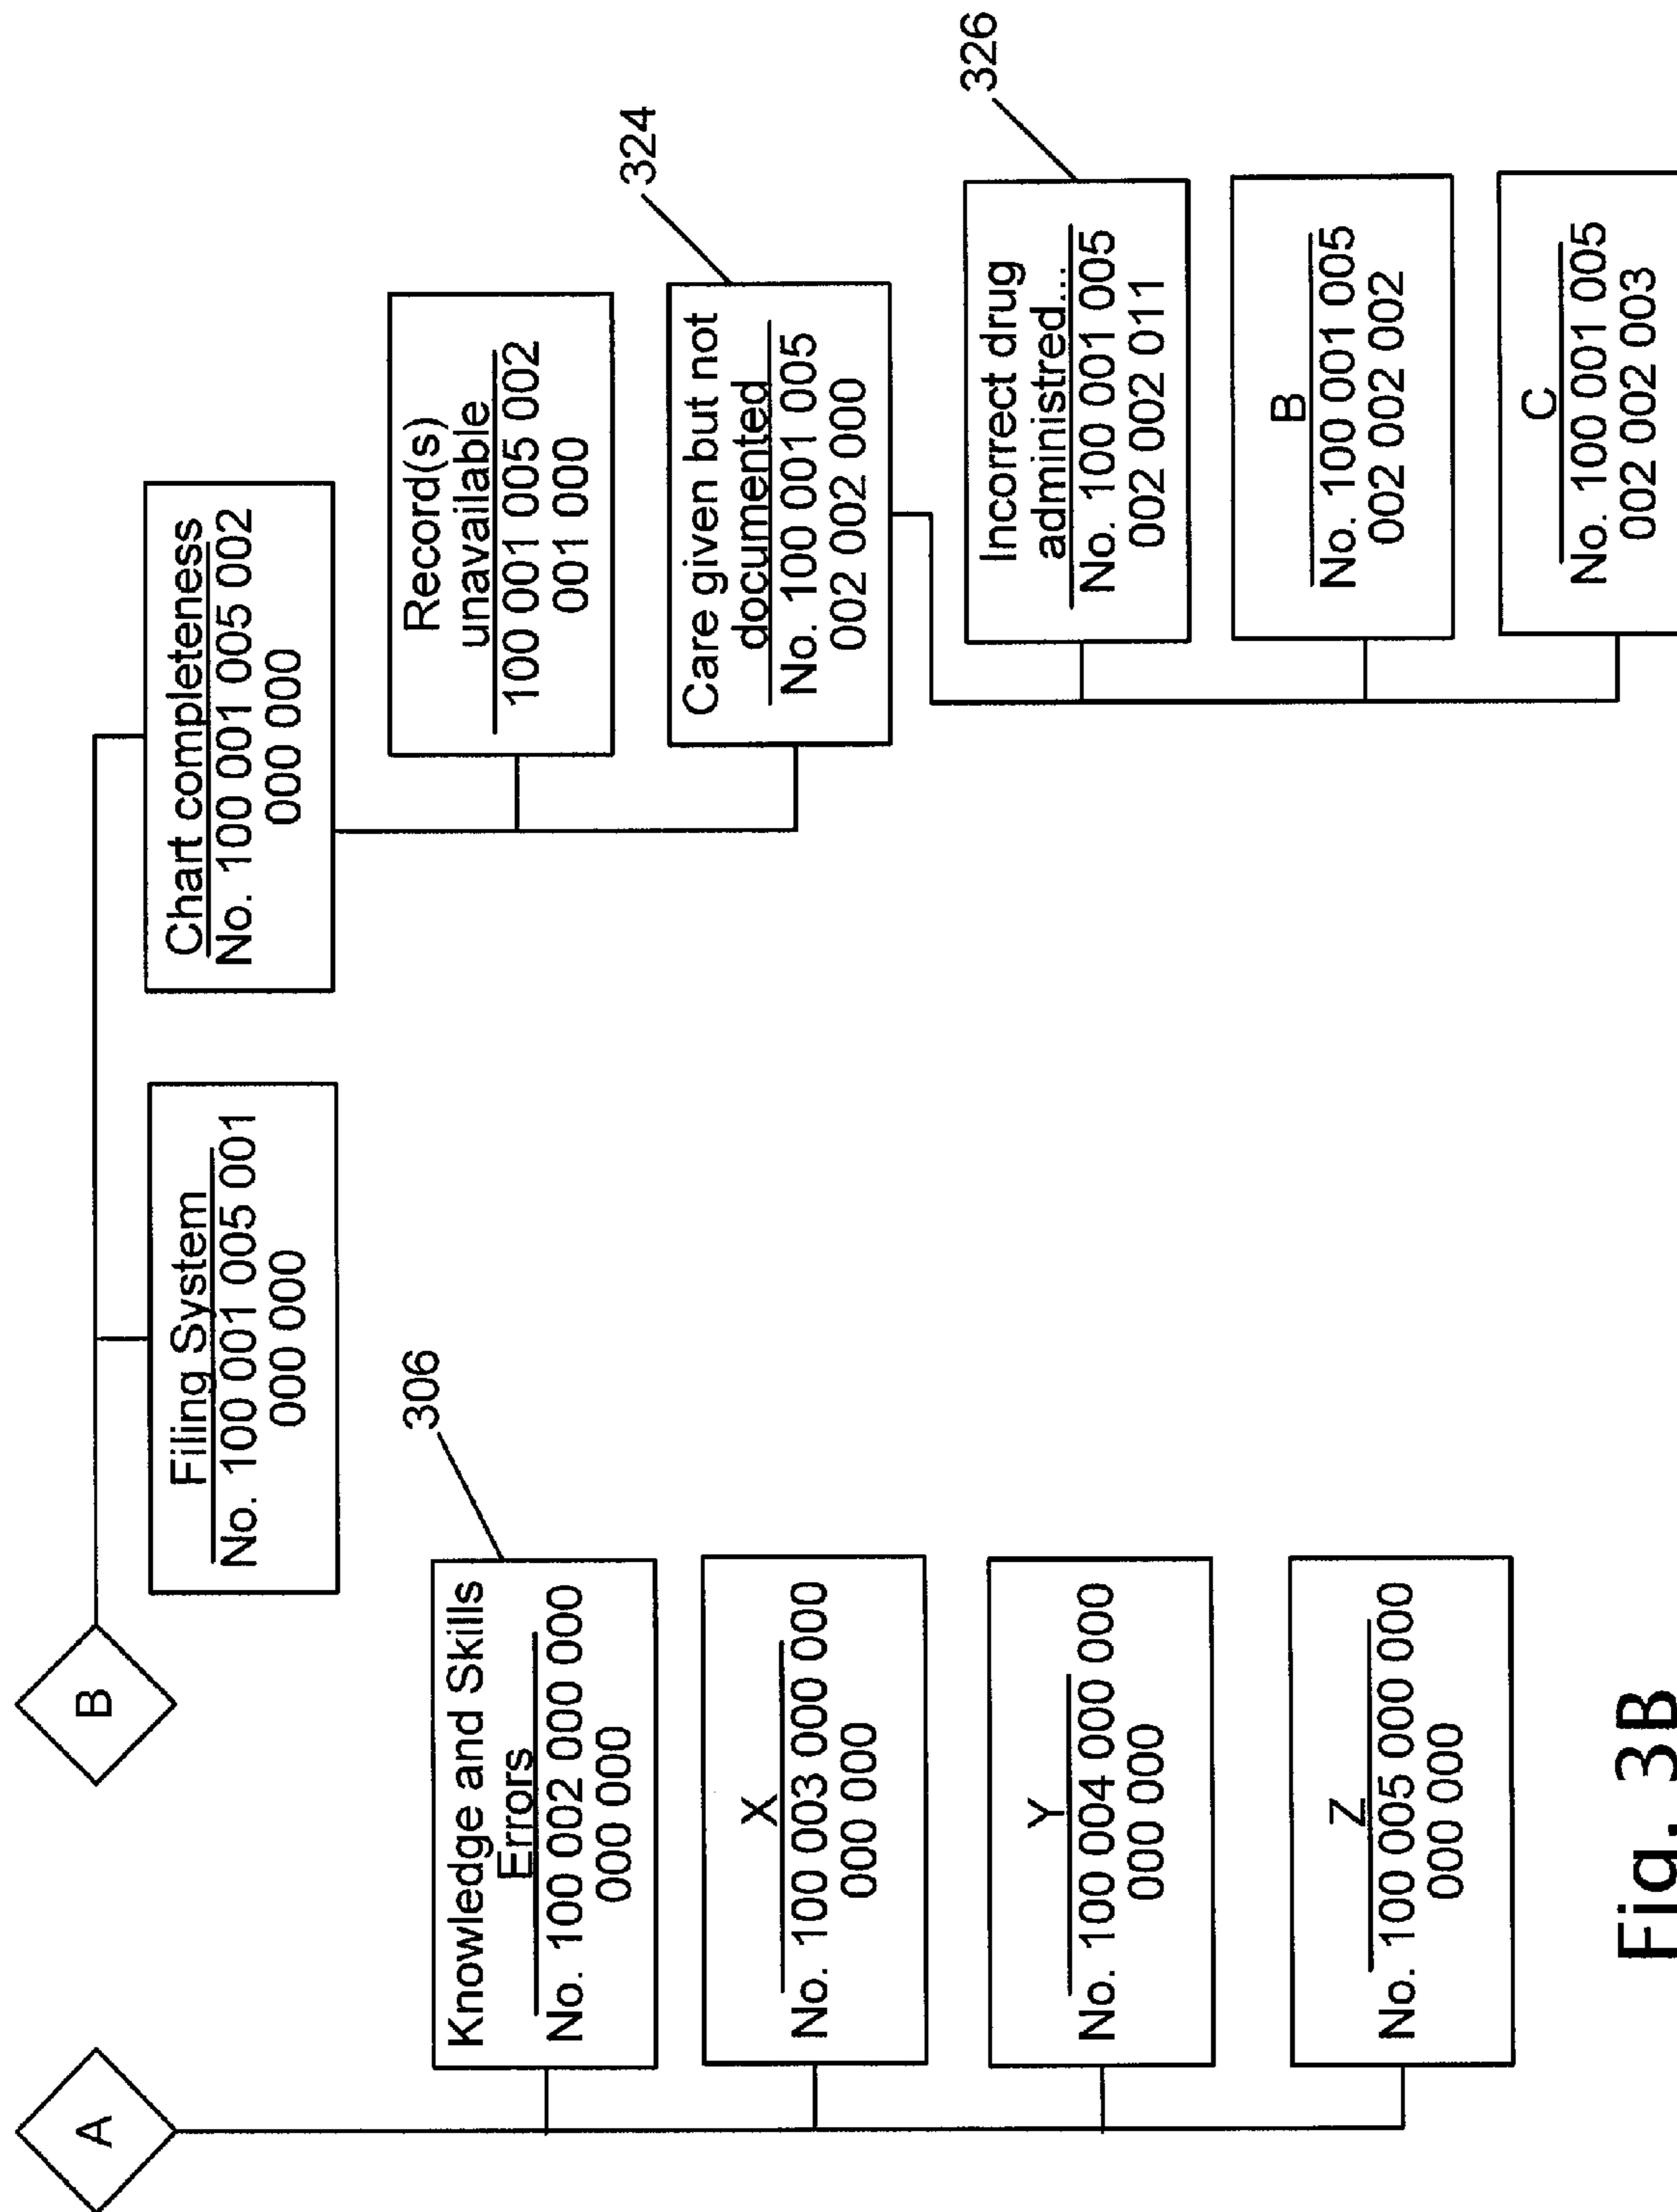 A
B
Filing System
No. 100 001 005 001
000 000
Chart completeness
No. 100 001 005 002
000 000
306
Knowledge and Skills
Errors
No. 100 002 000 000
000 000
X
No. 100 003 000 000
000 000
Y
No. 100 004 000 000
000 000
Z
No. 100 005 000 000
000 000
Record(s)
unavailable
100 001 005 002
001 000
324
Care given but not
documented
No. 100 001 005
002 002 000
326
Incorrect drug
administred...
No. 100 001 005
002 002 011
B
No. 100 001 005
002 002 002
C
No. 100 001 005
002 002 003
Fig. 3B